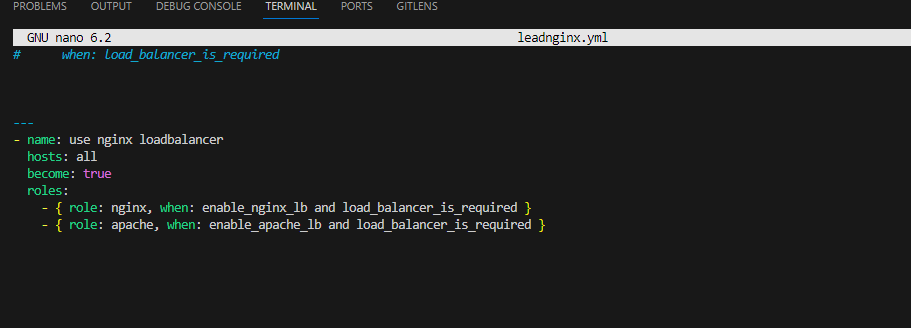 PROBLEMS OUTPUT DEBUG CONSOLE TERMINAL PORTS GITLENS
GNU nano 6.2 leadnginx.yml
#      when: load_balancer_is_required
---
- name: use nginx loadbalancer
  hosts: all
  become: true
  roles:
    - { role: nginx, when: enable_nginx_lb and load_balancer_is_required }
    - { role: apache, when: enable_apache_lb and load_balancer_is_required }